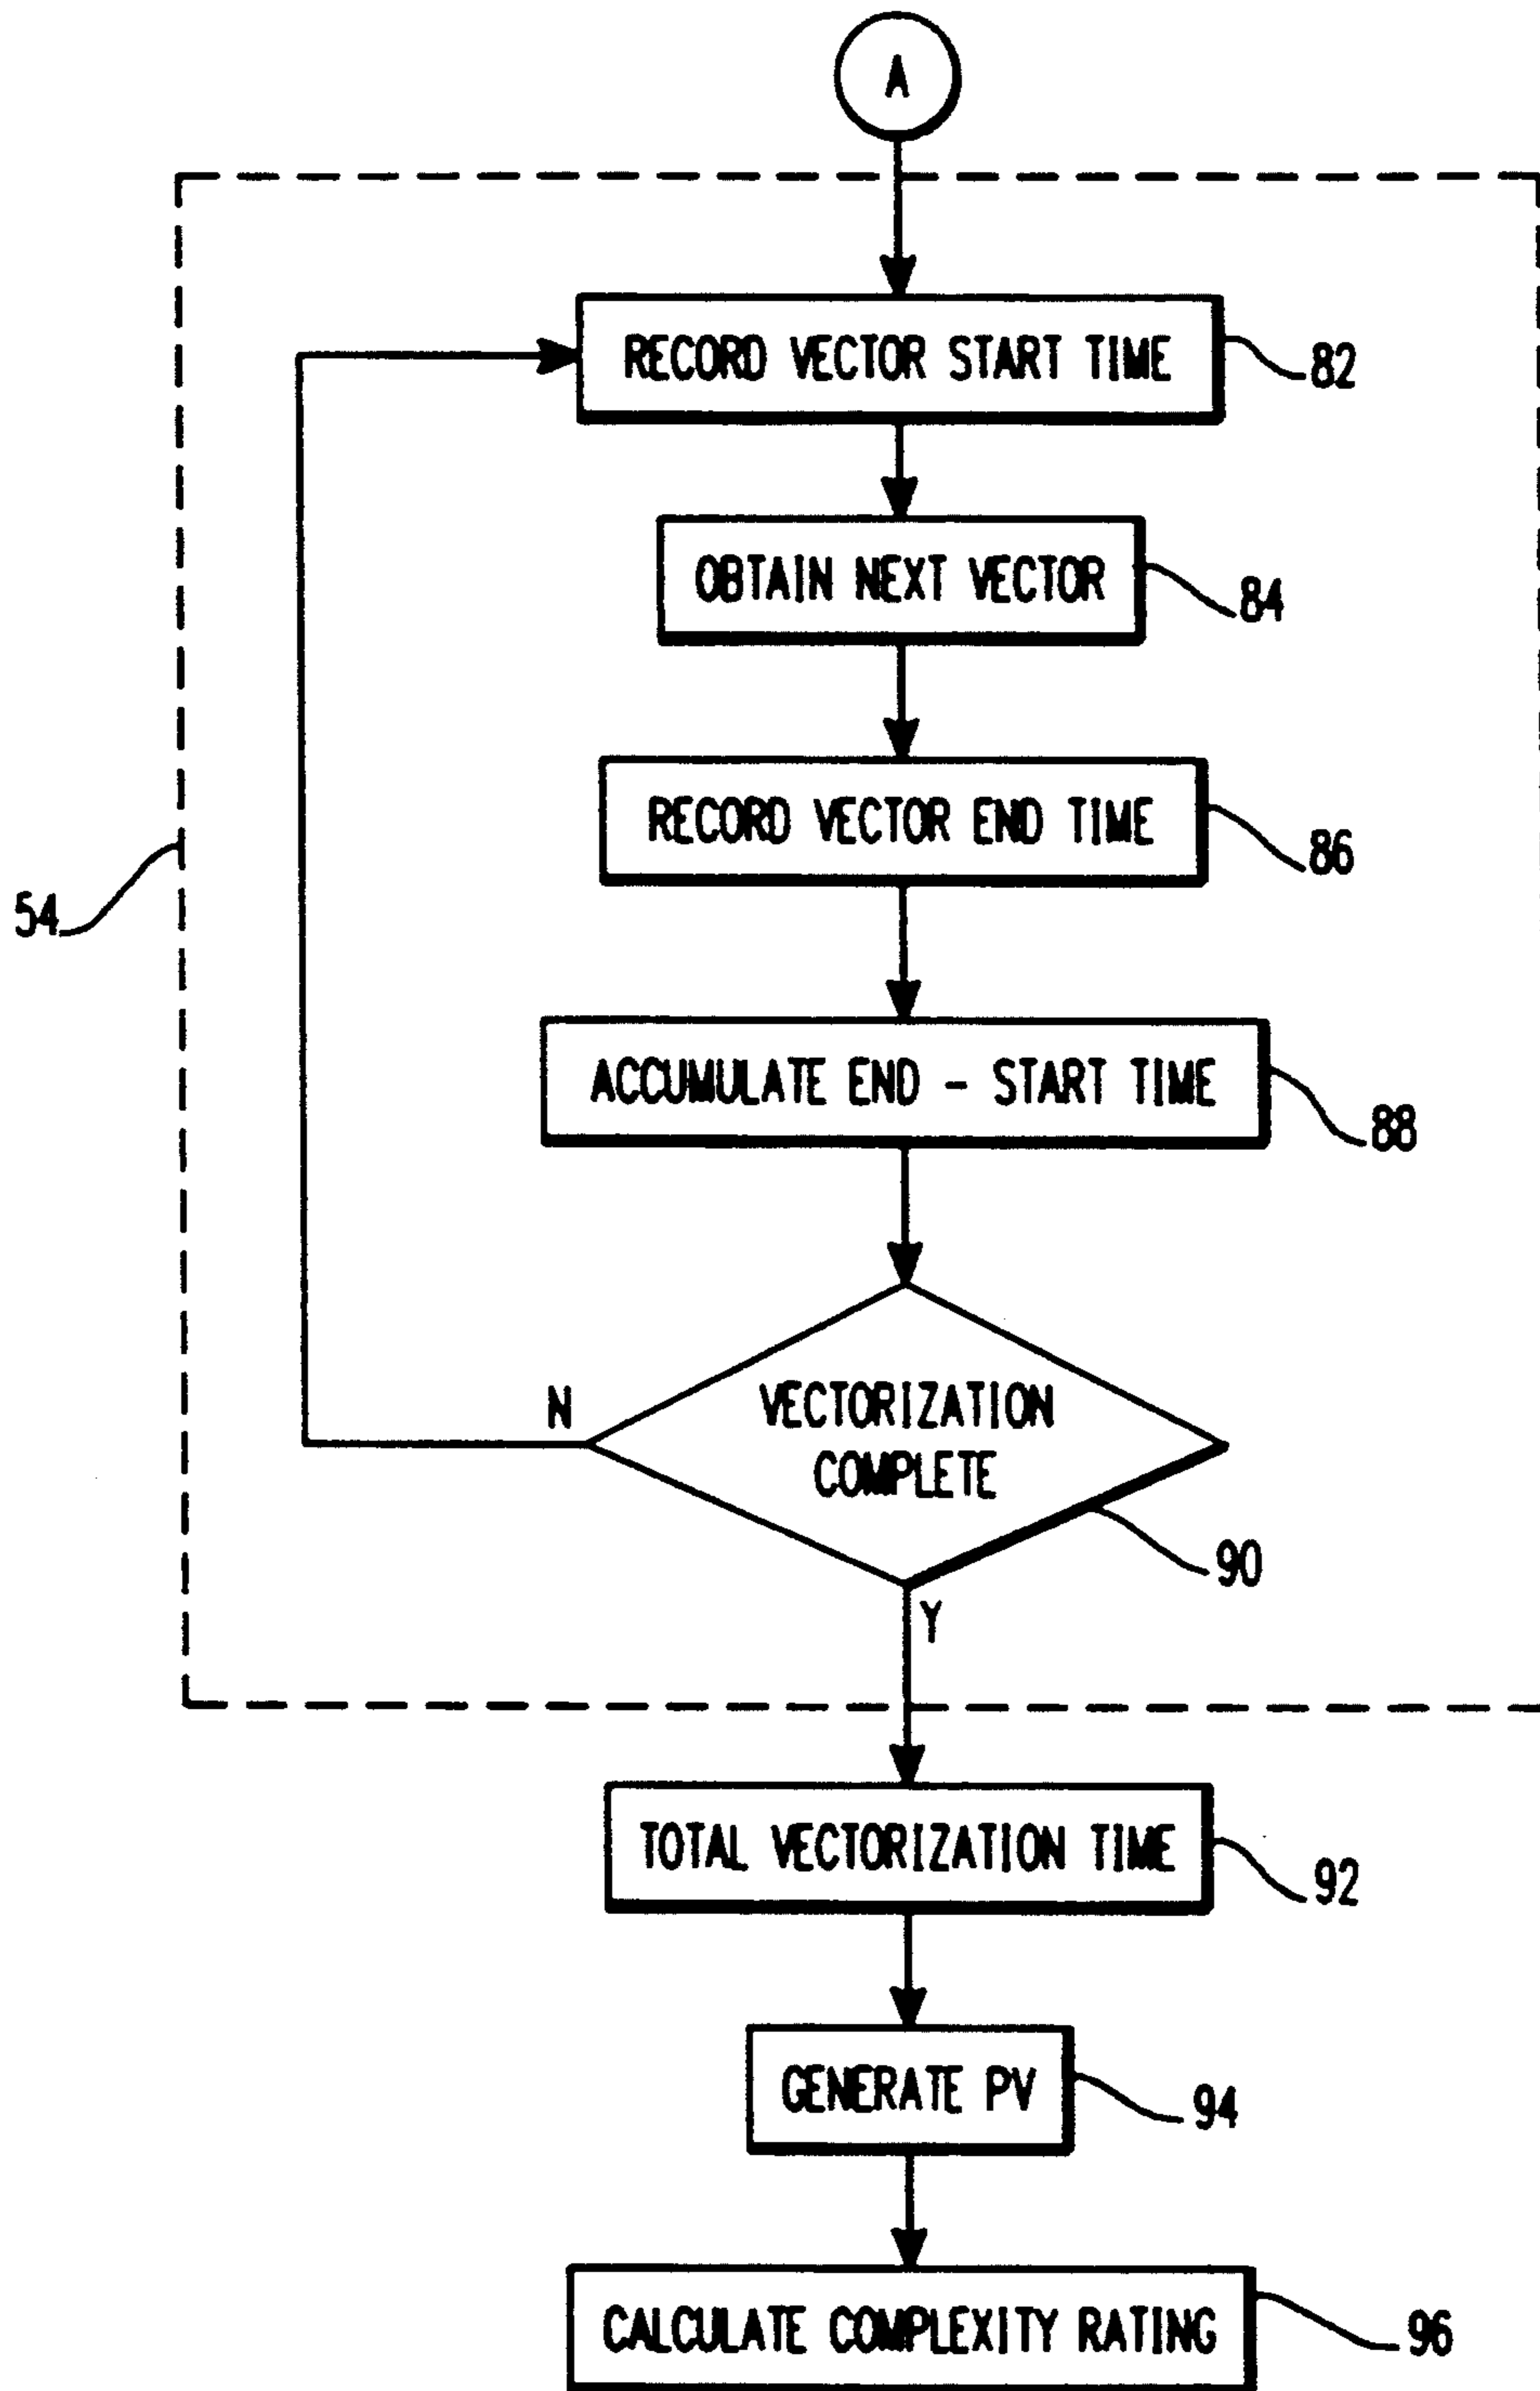 A
RECORD VECTOR START TIME
82
OBTAIN NEXT VECTOR
84
RECORD VECTOR END TIME
86
54
ACCUMULATE END - START TIME
88
N
VECTORIZATION
COMPLETE
90
Y
TOTAL VECTORIZATION TIME
92
GENERATE PV
94
CALCULATE COMPLEXITY RATING
96